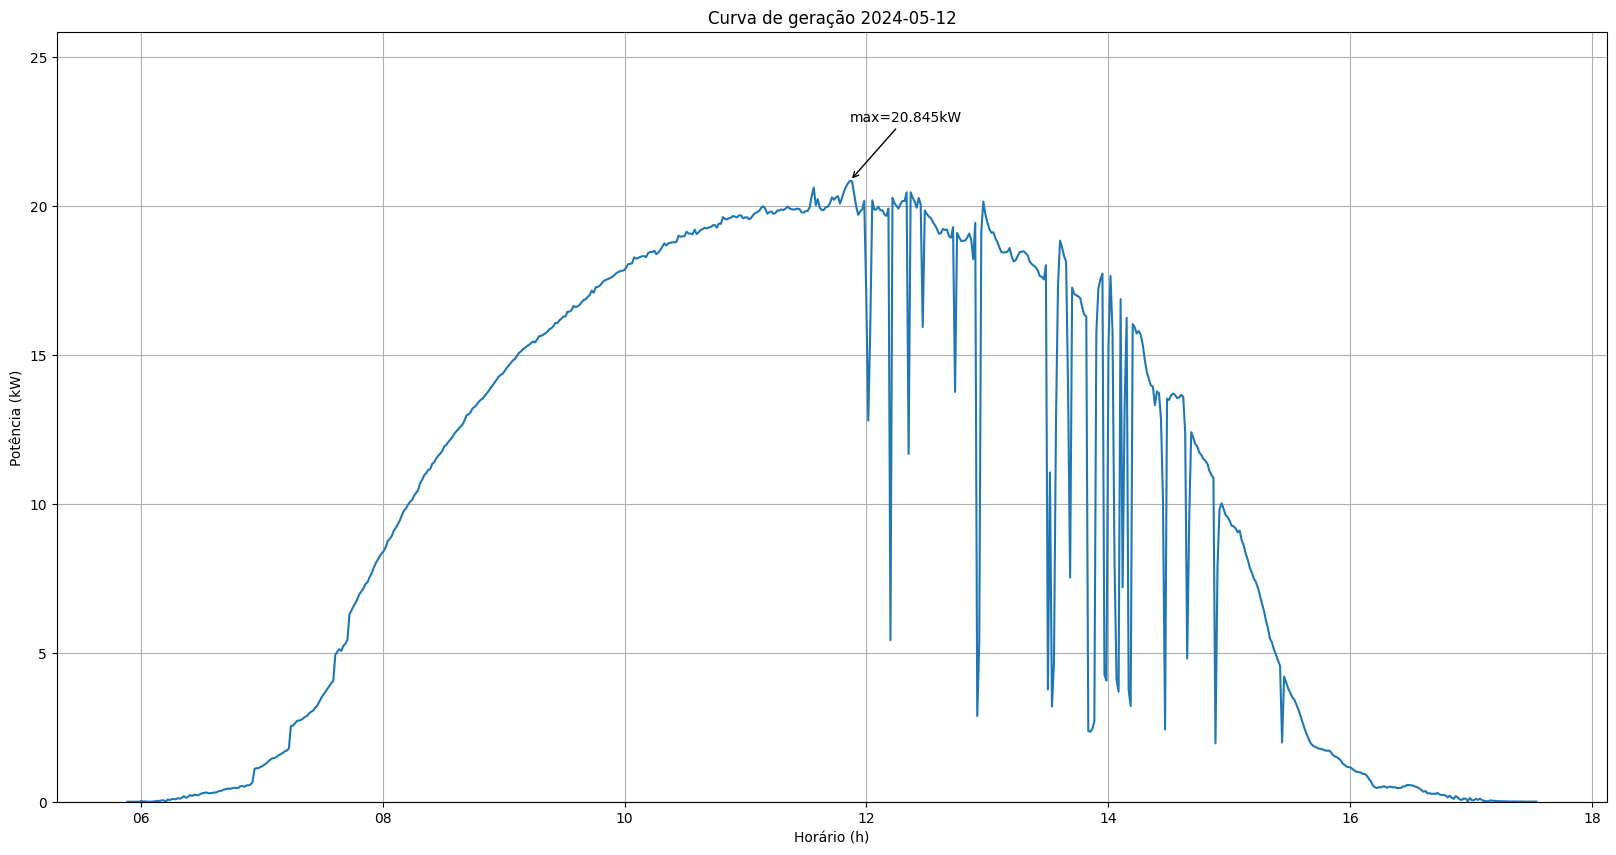 Curva de geração 2024-05-12
25
max=20.845kW
20
15
Potência (kW)
10
5
0
06 08 10 12 14 16 18
Horário (h)